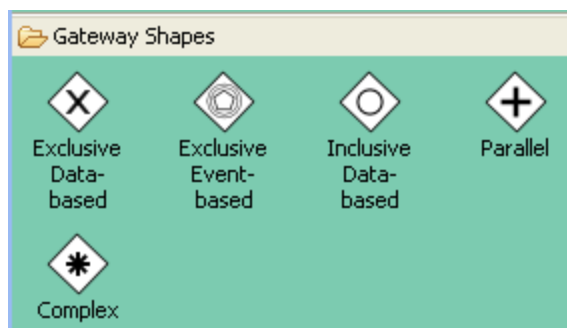 Gateway Shapes
Exclusive
Data-
based
Exclusive
Event-
based
Inclusive
Data-
based
Parallel
Complex